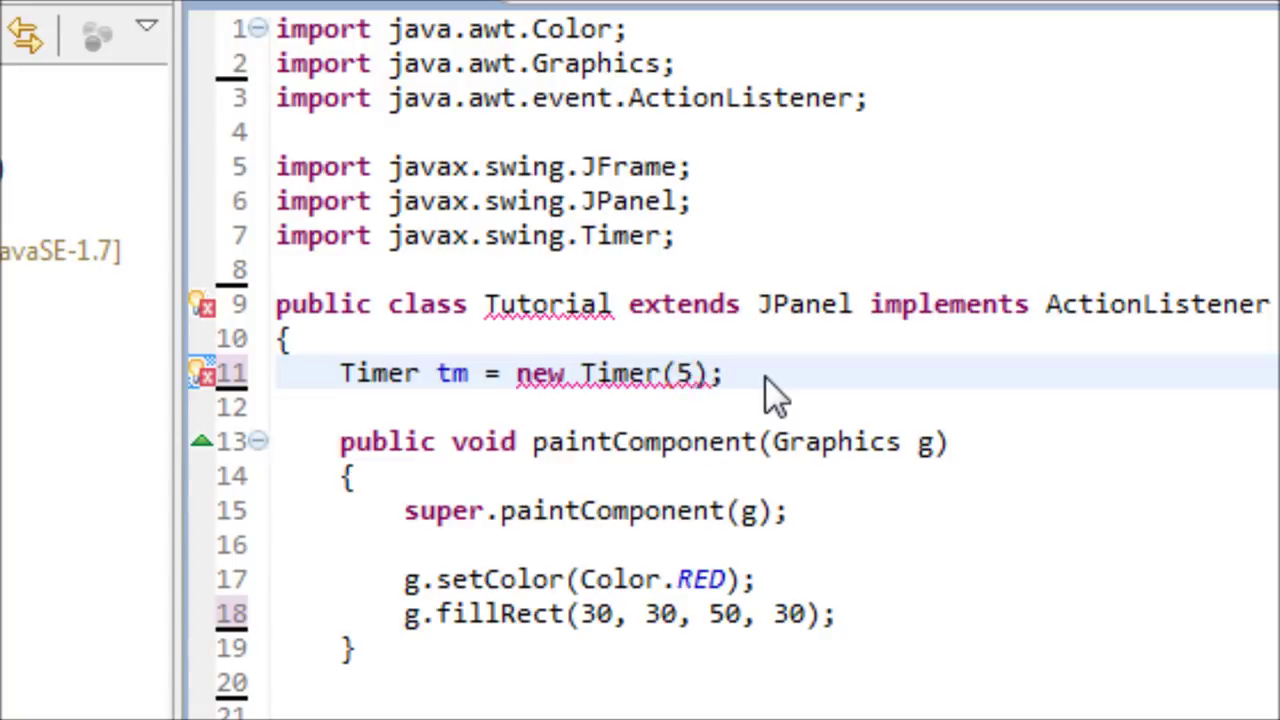 1 import java.awt.Color;
2 import java.awt.Graphics;
3 import java.awt.event.ActionListener;
4
5 import javax.swing.JFrame;
6 import javax.swing.JPanel;
7 import javax.swing.Timer;
avaSE-1.7]
8
9 public class Tutorial extends JPanel implements ActionListener
10 {
11 Timer tm = new Timer(5);
12
13 public void paintComponent(Graphics g)
14 {
15 super.paintComponent(g);
16
17 g.setColor(Color.RED);
18 g.fillRect(30, 30, 50, 30);
19 }
20
21